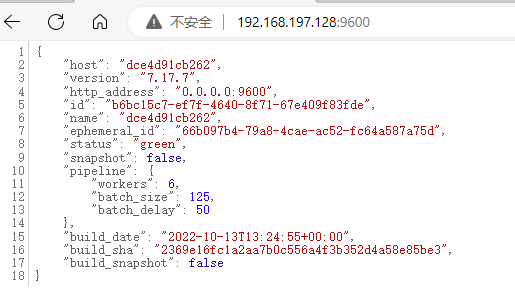 不安全 192.168.197.128:9600
1 {
2 "host": "dce4d91cb262",
3 "version": "7.17.7",
4 "http_address": "0.0.0.0:9600",
5 "id": "b6bc15c7-ef7f-4640-8f71-67e409f83fde",
6 "name": "dce4d91cb262",
7 "ephemeral_id": "66b097b4-79a8-4cae-ac52-fc64a587a75d",
8 "status": "green",
9 "snapshot": false,
10 "pipeline": {
11 "workers": 6,
12 "batch_size": 125,
13 "batch_delay": 50
14 },
15 "build_date": "2022-10-13T13:24:55+00:00",
16 "build_sha": "2369e16fc1a2aa7b0c556a4f3b352d4a58e85be3",
17 "build_snapshot": false
18 }